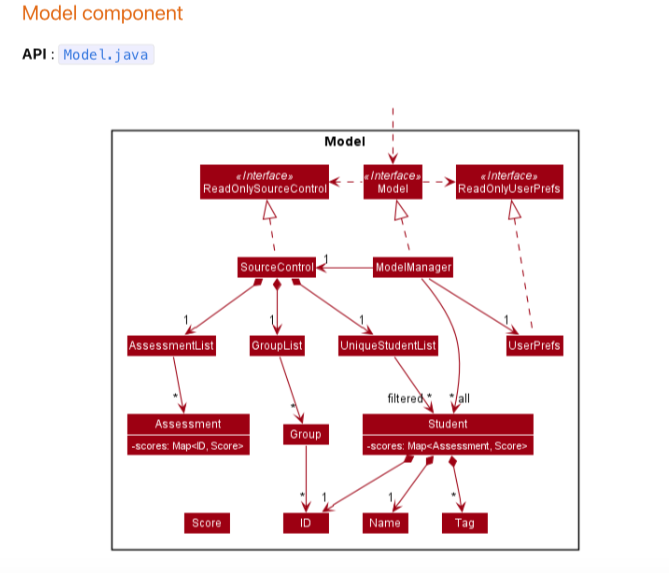 Model component
API : Model.java
Model
«Interface» «Interface» «Interface»
ReadOnlySourceControl Model ReadOnlyUserPrefs
SourceControl 1 ModelManager
1 1 1 1
AssessmentList GroupList UniqueStudentList UserPrefs
* * filtered * * all
Assessment Group Student
-scores: Map<ID, Score> -scores: Map<Assessment, Score>
* 1 1 *
Score ID Name Tag